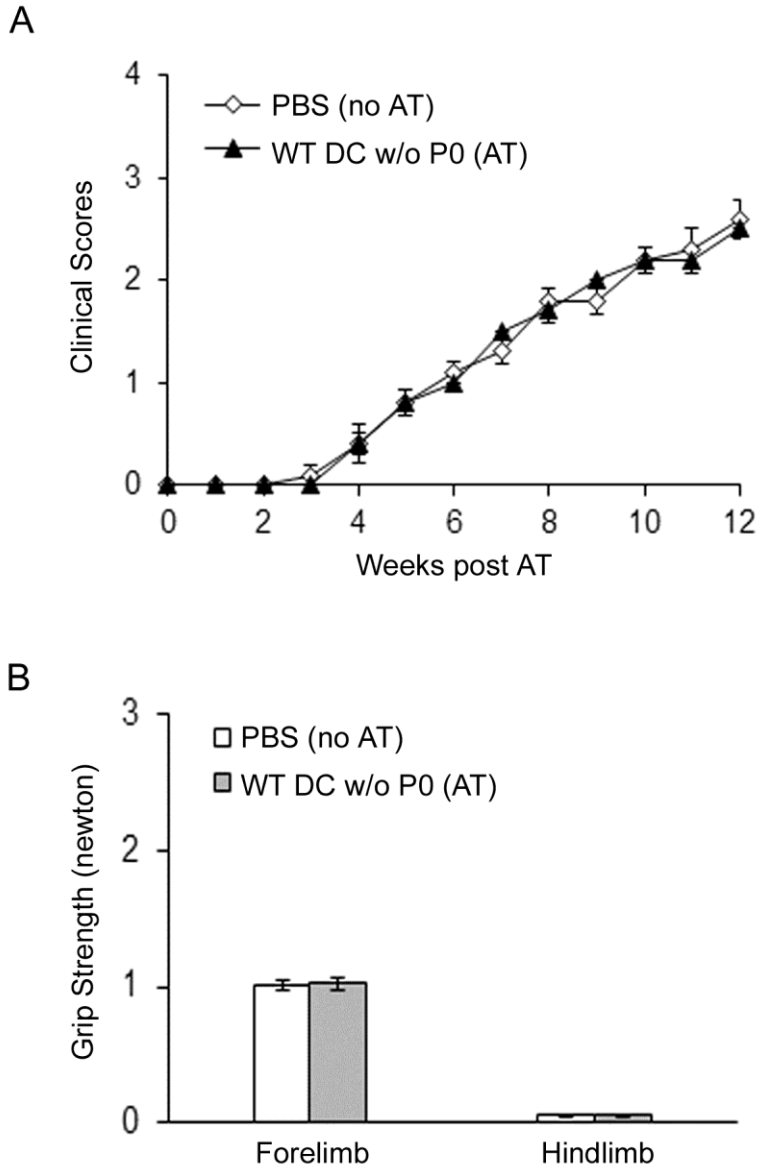 A
4
3
2
1
0
Clinical Scores
PBS (no AT)
WT DC w/o P0 (AT)
0 2 4 6 8 10 12
Weeks post AT
B
3
2
1
0
Grip Strength (newton)
PBS (no AT)
WT DC w/o P0 (AT)
Forelimb Hindlimb